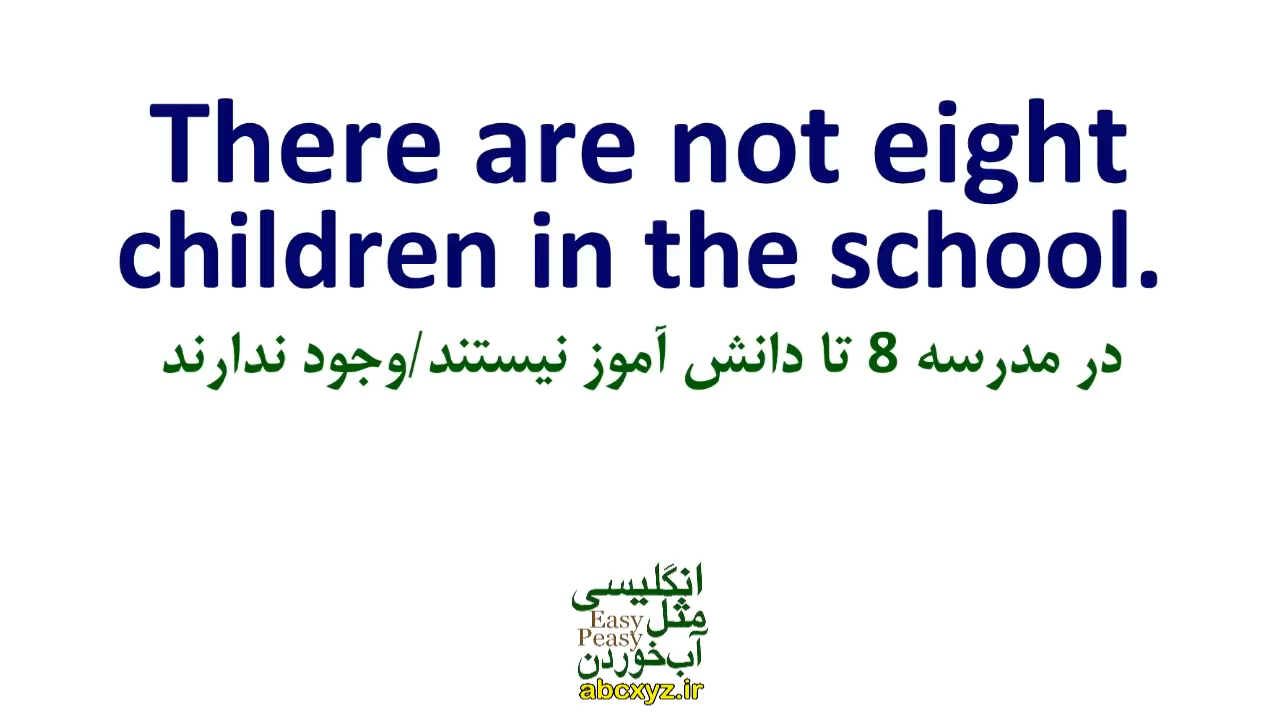 There are not eight
children in the school.
در مدرسه 8 تا دانش آموز نیستند/وجود ندارند
انگلیسی
مثل Easy
Peasy
آب‌خوردن
abcxyz.ir